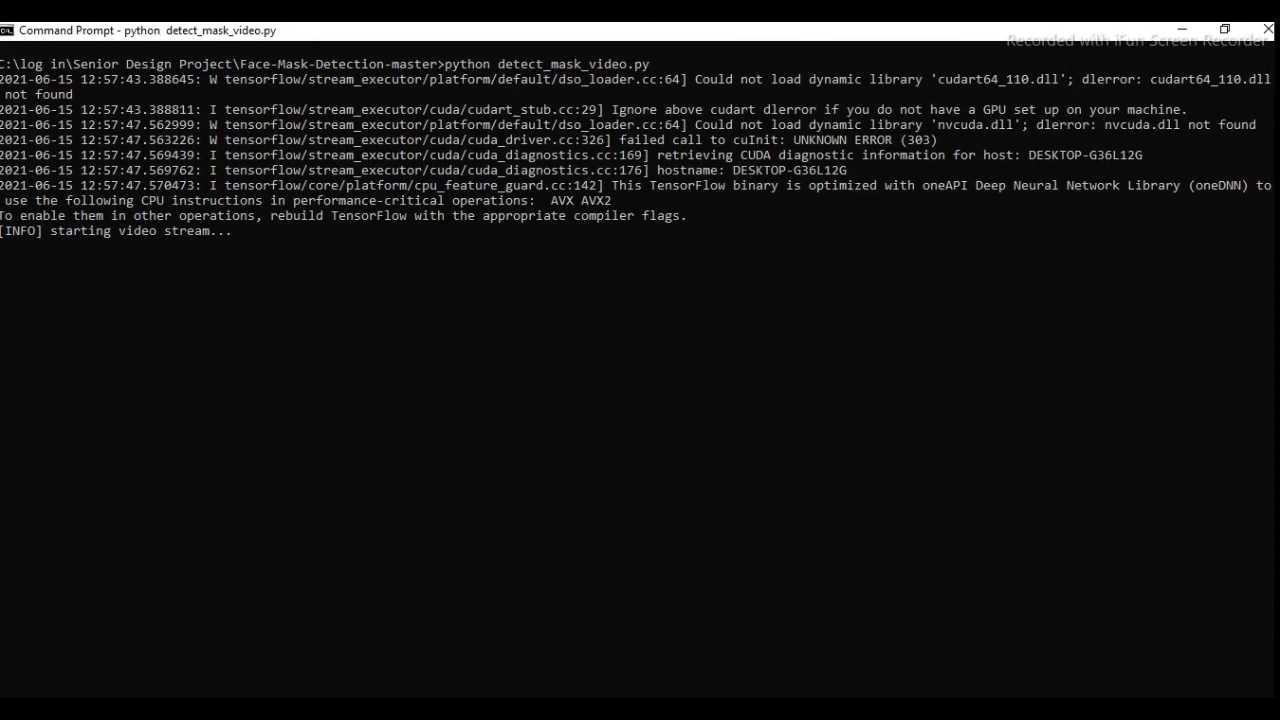 Command Prompt - python  detect_mask_video.py
Recorded with iFun Screen Recorder
C:\log in\Senior Design Project\Face-Mask-Detection-master>python detect_mask_video.py
2021-06-15 12:57:43.388645: W tensorflow/stream_executor/platform/default/dso_loader.cc:64] Could not load dynamic library 'cudart64_110.dll'; dlerror: cudart64_110.dll
not found
2021-06-15 12:57:43.388811: I tensorflow/stream_executor/cuda/cudart_stub.cc:29] Ignore above cudart dlerror if you do not have a GPU set up on your machine.
2021-06-15 12:57:47.562999: W tensorflow/stream_executor/platform/default/dso_loader.cc:64] Could not load dynamic library 'nvcuda.dll'; dlerror: nvcuda.dll not found
2021-06-15 12:57:47.563226: W tensorflow/stream_executor/cuda/cuda_driver.cc:326] failed call to cuInit: UNKNOWN ERROR (303)
2021-06-15 12:57:47.569439: I tensorflow/stream_executor/cuda/cuda_diagnostics.cc:169] retrieving CUDA diagnostic information for host: DESKTOP-G36L12G
2021-06-15 12:57:47.569762: I tensorflow/stream_executor/cuda/cuda_diagnostics.cc:176] hostname: DESKTOP-G36L12G
2021-06-15 12:57:47.570473: I tensorflow/core/platform/cpu_feature_guard.cc:142] This TensorFlow binary is optimized with oneAPI Deep Neural Network Library (oneDNN) to
use the following CPU instructions in performance-critical operations:  AVX AVX2
To enable them in other operations, rebuild TensorFlow with the appropriate compiler flags.
[INFO] starting video stream...